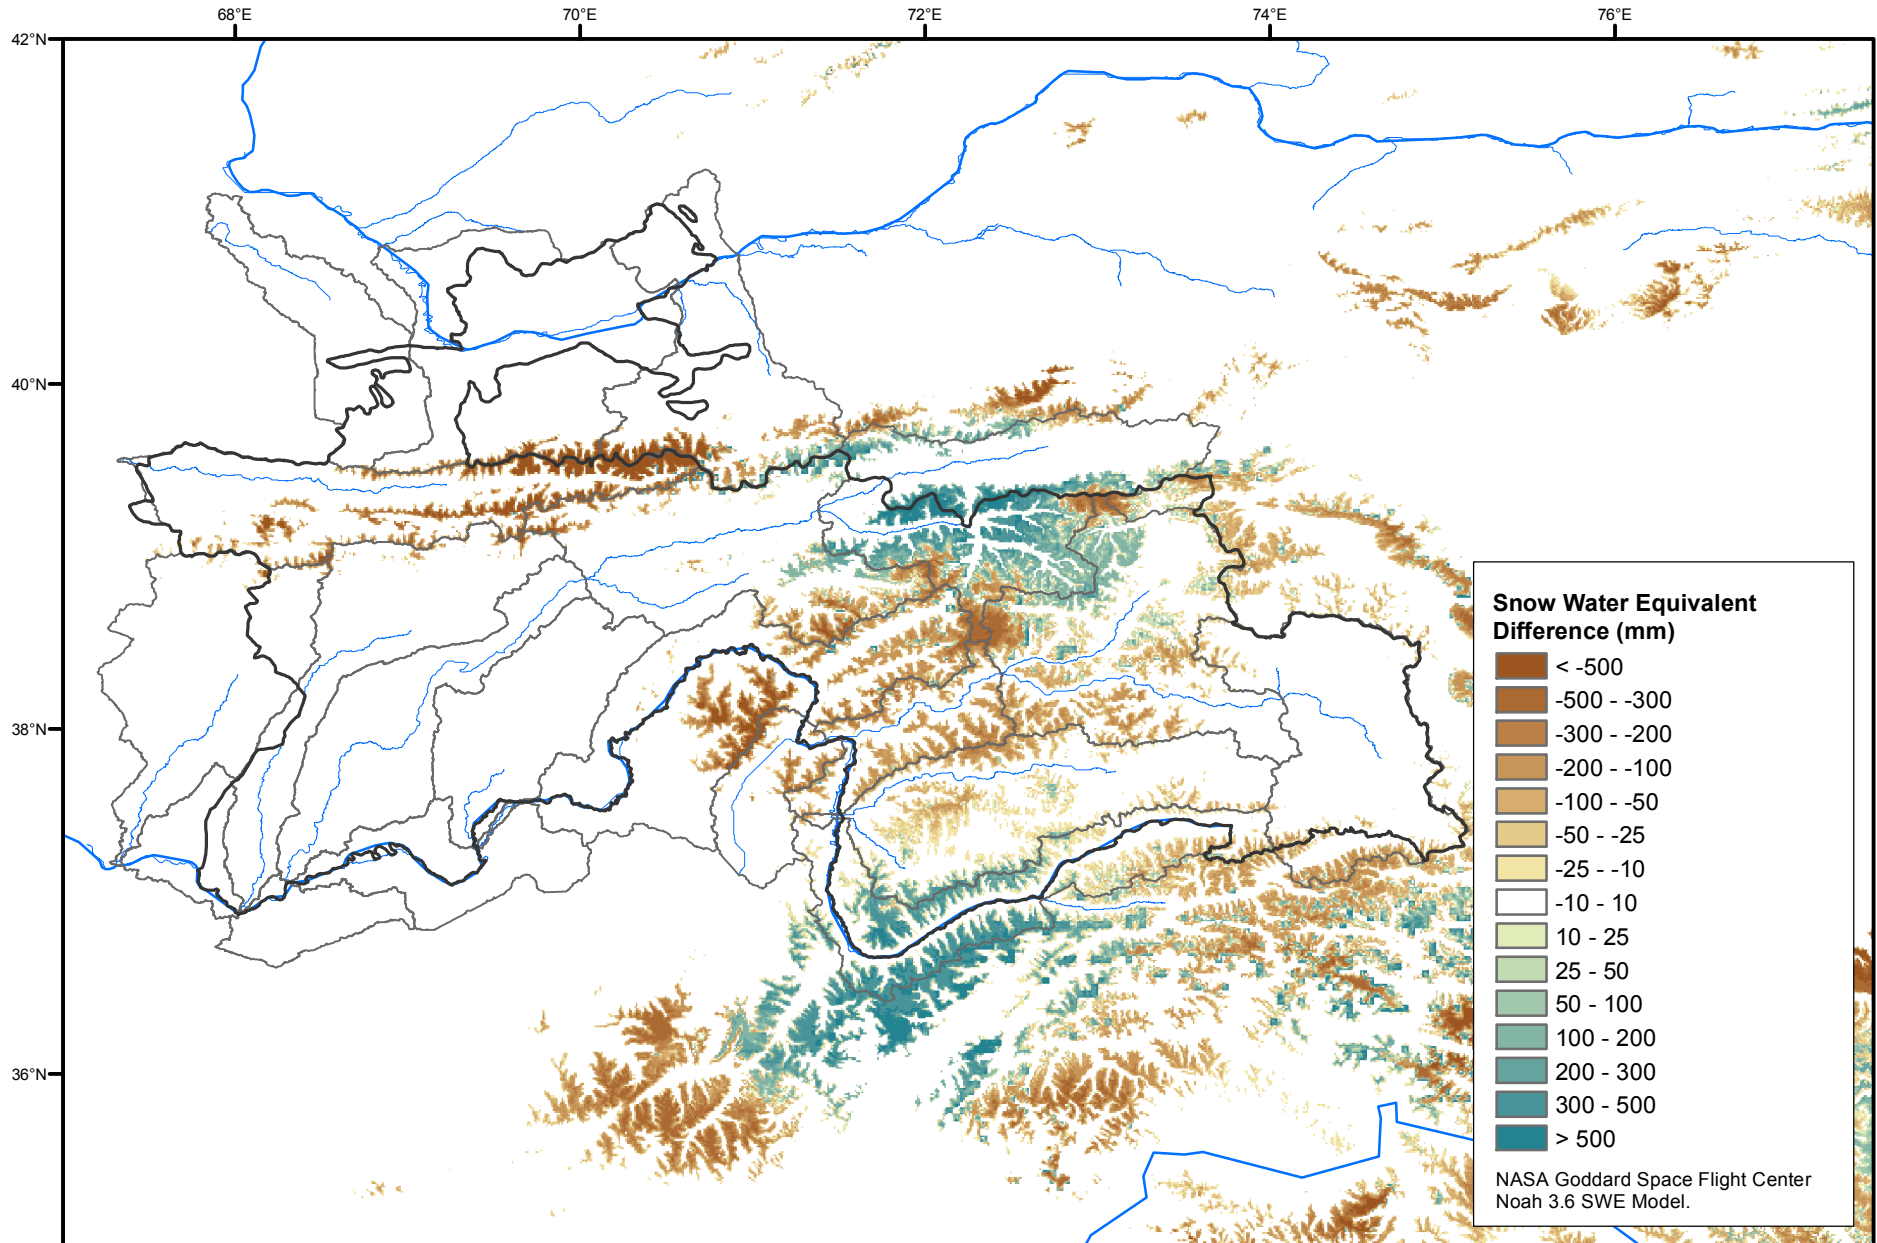 68°E 70°E 72°E 74°E 76°E
42°N
40°N
38°N
36°N
Snow Water Equivalent
Difference (mm)
< -500
-500 - -300
-300 - -200
-200 - -100
-100 - -50
-50 - -25
-25 - -10
-10 - 10
10 - 25
25 - 50
50 - 100
100 - 200
200 - 300
300 - 500
> 500
NASA Goddard Space Flight Center
Noah 3.6 SWE Model.